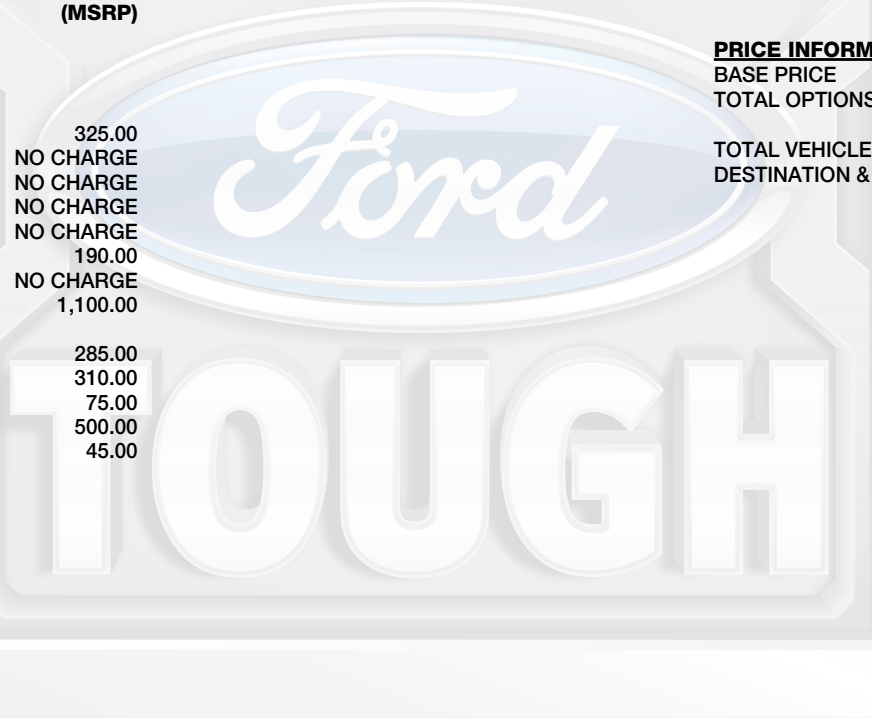 (MSRP)
325.00
NO CHARGE
NO CHARGE
NO CHARGE
NO CHARGE
190.00
NO CHARGE
1,100.00
285.00
310.00
75.00
500.00
45.00
PRICE INFORM
BASE PRICE
TOTAL OPTIONS
TOTAL VEHICLE
DESTINATION &
Ford
TOUGH